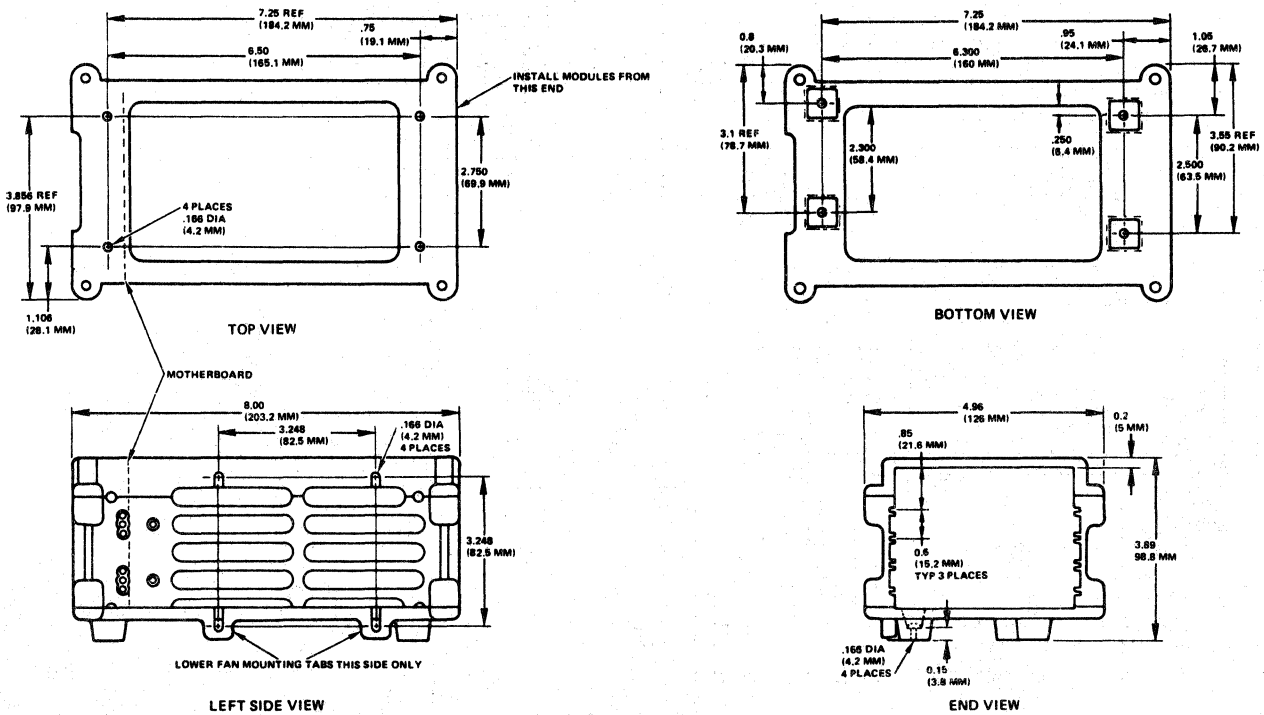 7.25 REF
(184.2 MM)
.75
(19.1 MM)
6.50
(165.1 MM)
INSTALL MODULES FROM
THIS END
3.856 REF
(97.9 MM)
2.750
(69.9 MM)
4 PLACES
.166 DIA
(4.2 MM)
1.106
(28.1 MM)
TOP VIEW
MOTHERBOARD
7.25
(184.2 MM)
0.8
(20.3 MM)
.95
(24.1 MM)
1.05
(26.7 MM)
6.300
(160 MM)
3.1 REF
(78.7 MM)
2.300
(58.4 MM)
.250
(6.4 MM)
3.55 REF
(90.2 MM)
2.500
(63.5 MM)
BOTTOM VIEW
8.00
(203.2 MM)
3.248
(82.5 MM)
.166 DIA
(4.2 MM)
4 PLACES
3.248
(82.5 MM)
LOWER FAN MOUNTING TABS THIS SIDE ONLY
LEFT SIDE VIEW
4.96
(126 MM)
.85
(21.6 MM)
0.2
(5 MM)
0.6
(15.2 MM)
TYP 3 PLACES
3.89
98.8 MM
.166 DIA
(4.2 MM)
4 PLACES
0.15
(3.8 MM)
END VIEW